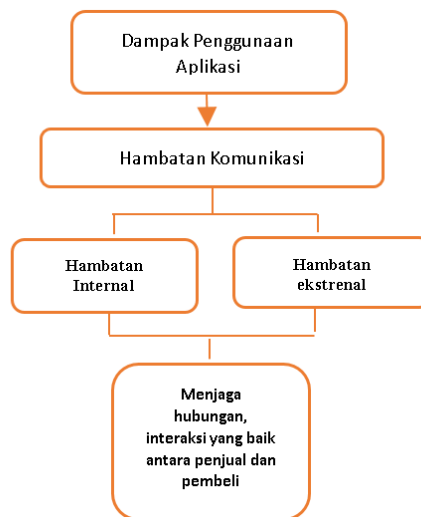 Dampak Penggunaan
Aplikasi
Hambatan Komunikasi
Hambatan
Internal
Hambatan
ekstrenal
Menjaga
hubungan,
interaksi yang baik
antara penjual dan
pembeli